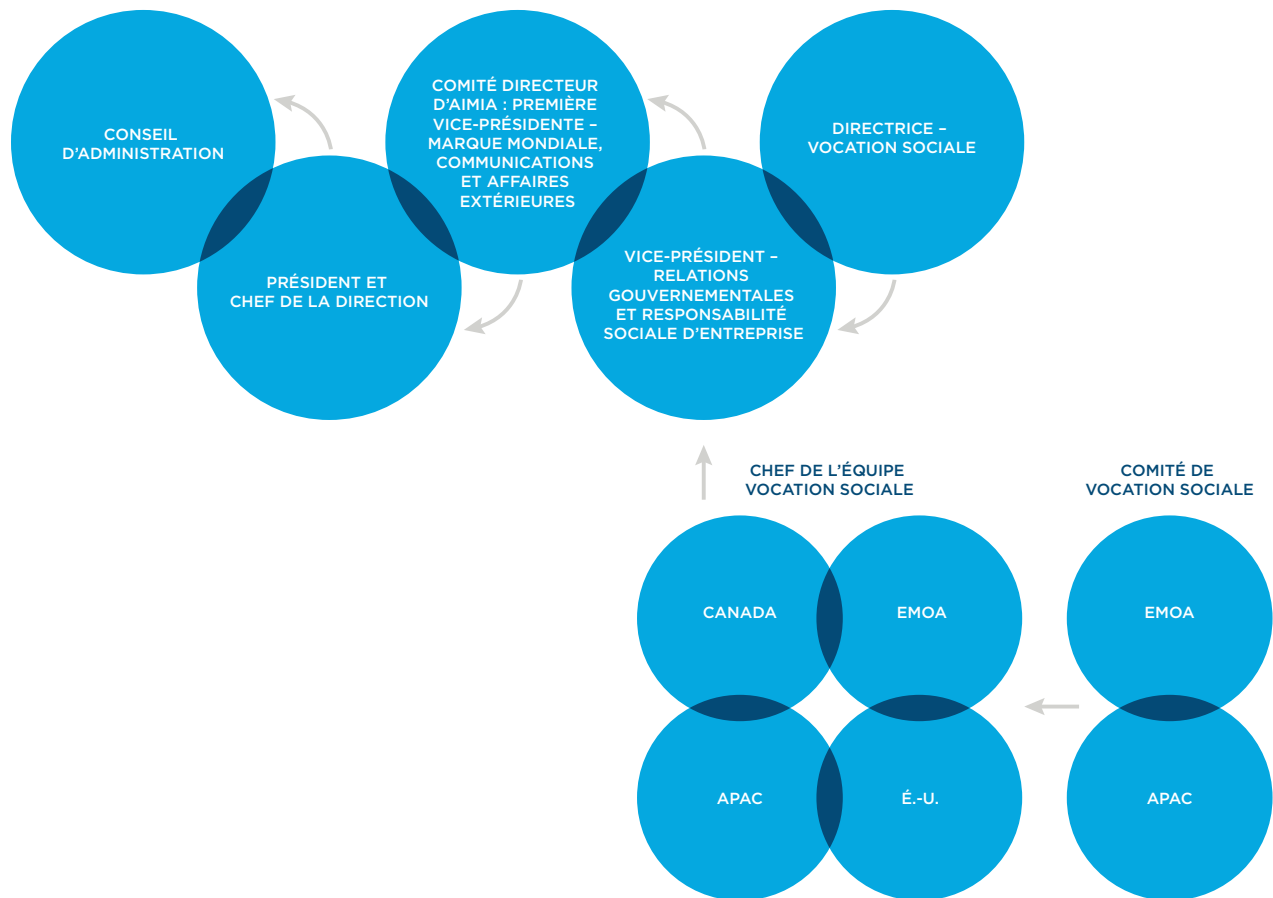 CONSEIL
D'ADMINISTRATION
COMITÉ DIRECTEUR
D'AIMIA : PREMIÈRE
VICE-PRÉSIDENTE –
MARQUE MONDIALE,
COMMUNICATIONS
ET AFFAIRES
EXTÉRIEURES
DIRECTRICE –
VOCATION SOCIALE
PRÉSIDENT ET
CHEF DE LA DIRECTION
VICE-PRÉSIDENT –
RELATIONS
GOUVERNEMENTALES
ET RESPONSABILITÉ
SOCIALE D'ENTREPRISE
CHEF DE L'ÉQUIPE
VOCATION SOCIALE
COMITÉ DE
VOCATION SOCIALE
CANADA
EMOA
EMOA
APAC
É.-U.
APAC